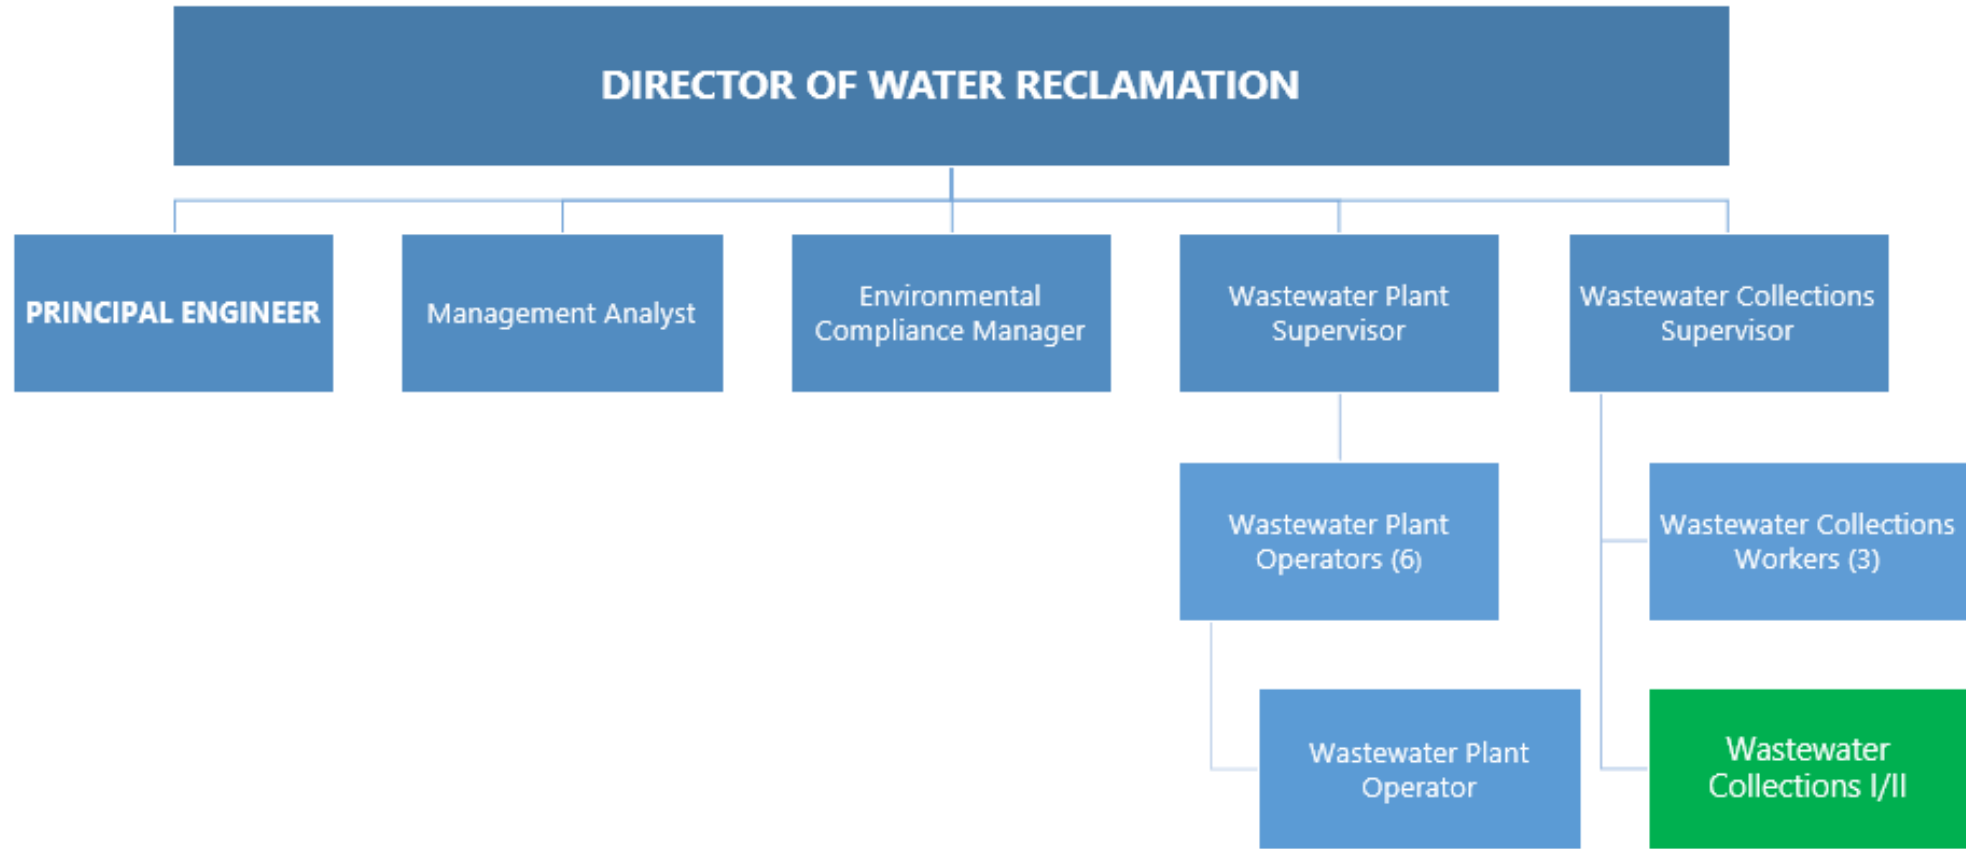 DIRECTOR OF WATER RECLAMATION
PRINCIPAL ENGINEER
Management Analyst
Environmental
Compliance Manager
Wastewater Plant
Supervisor
Wastewater Collections
Supervisor
Wastewater Plant
Operators (6)
Wastewater Collections
Workers (3)
Wastewater Plant
Operator
Wastewater
Collections I/II